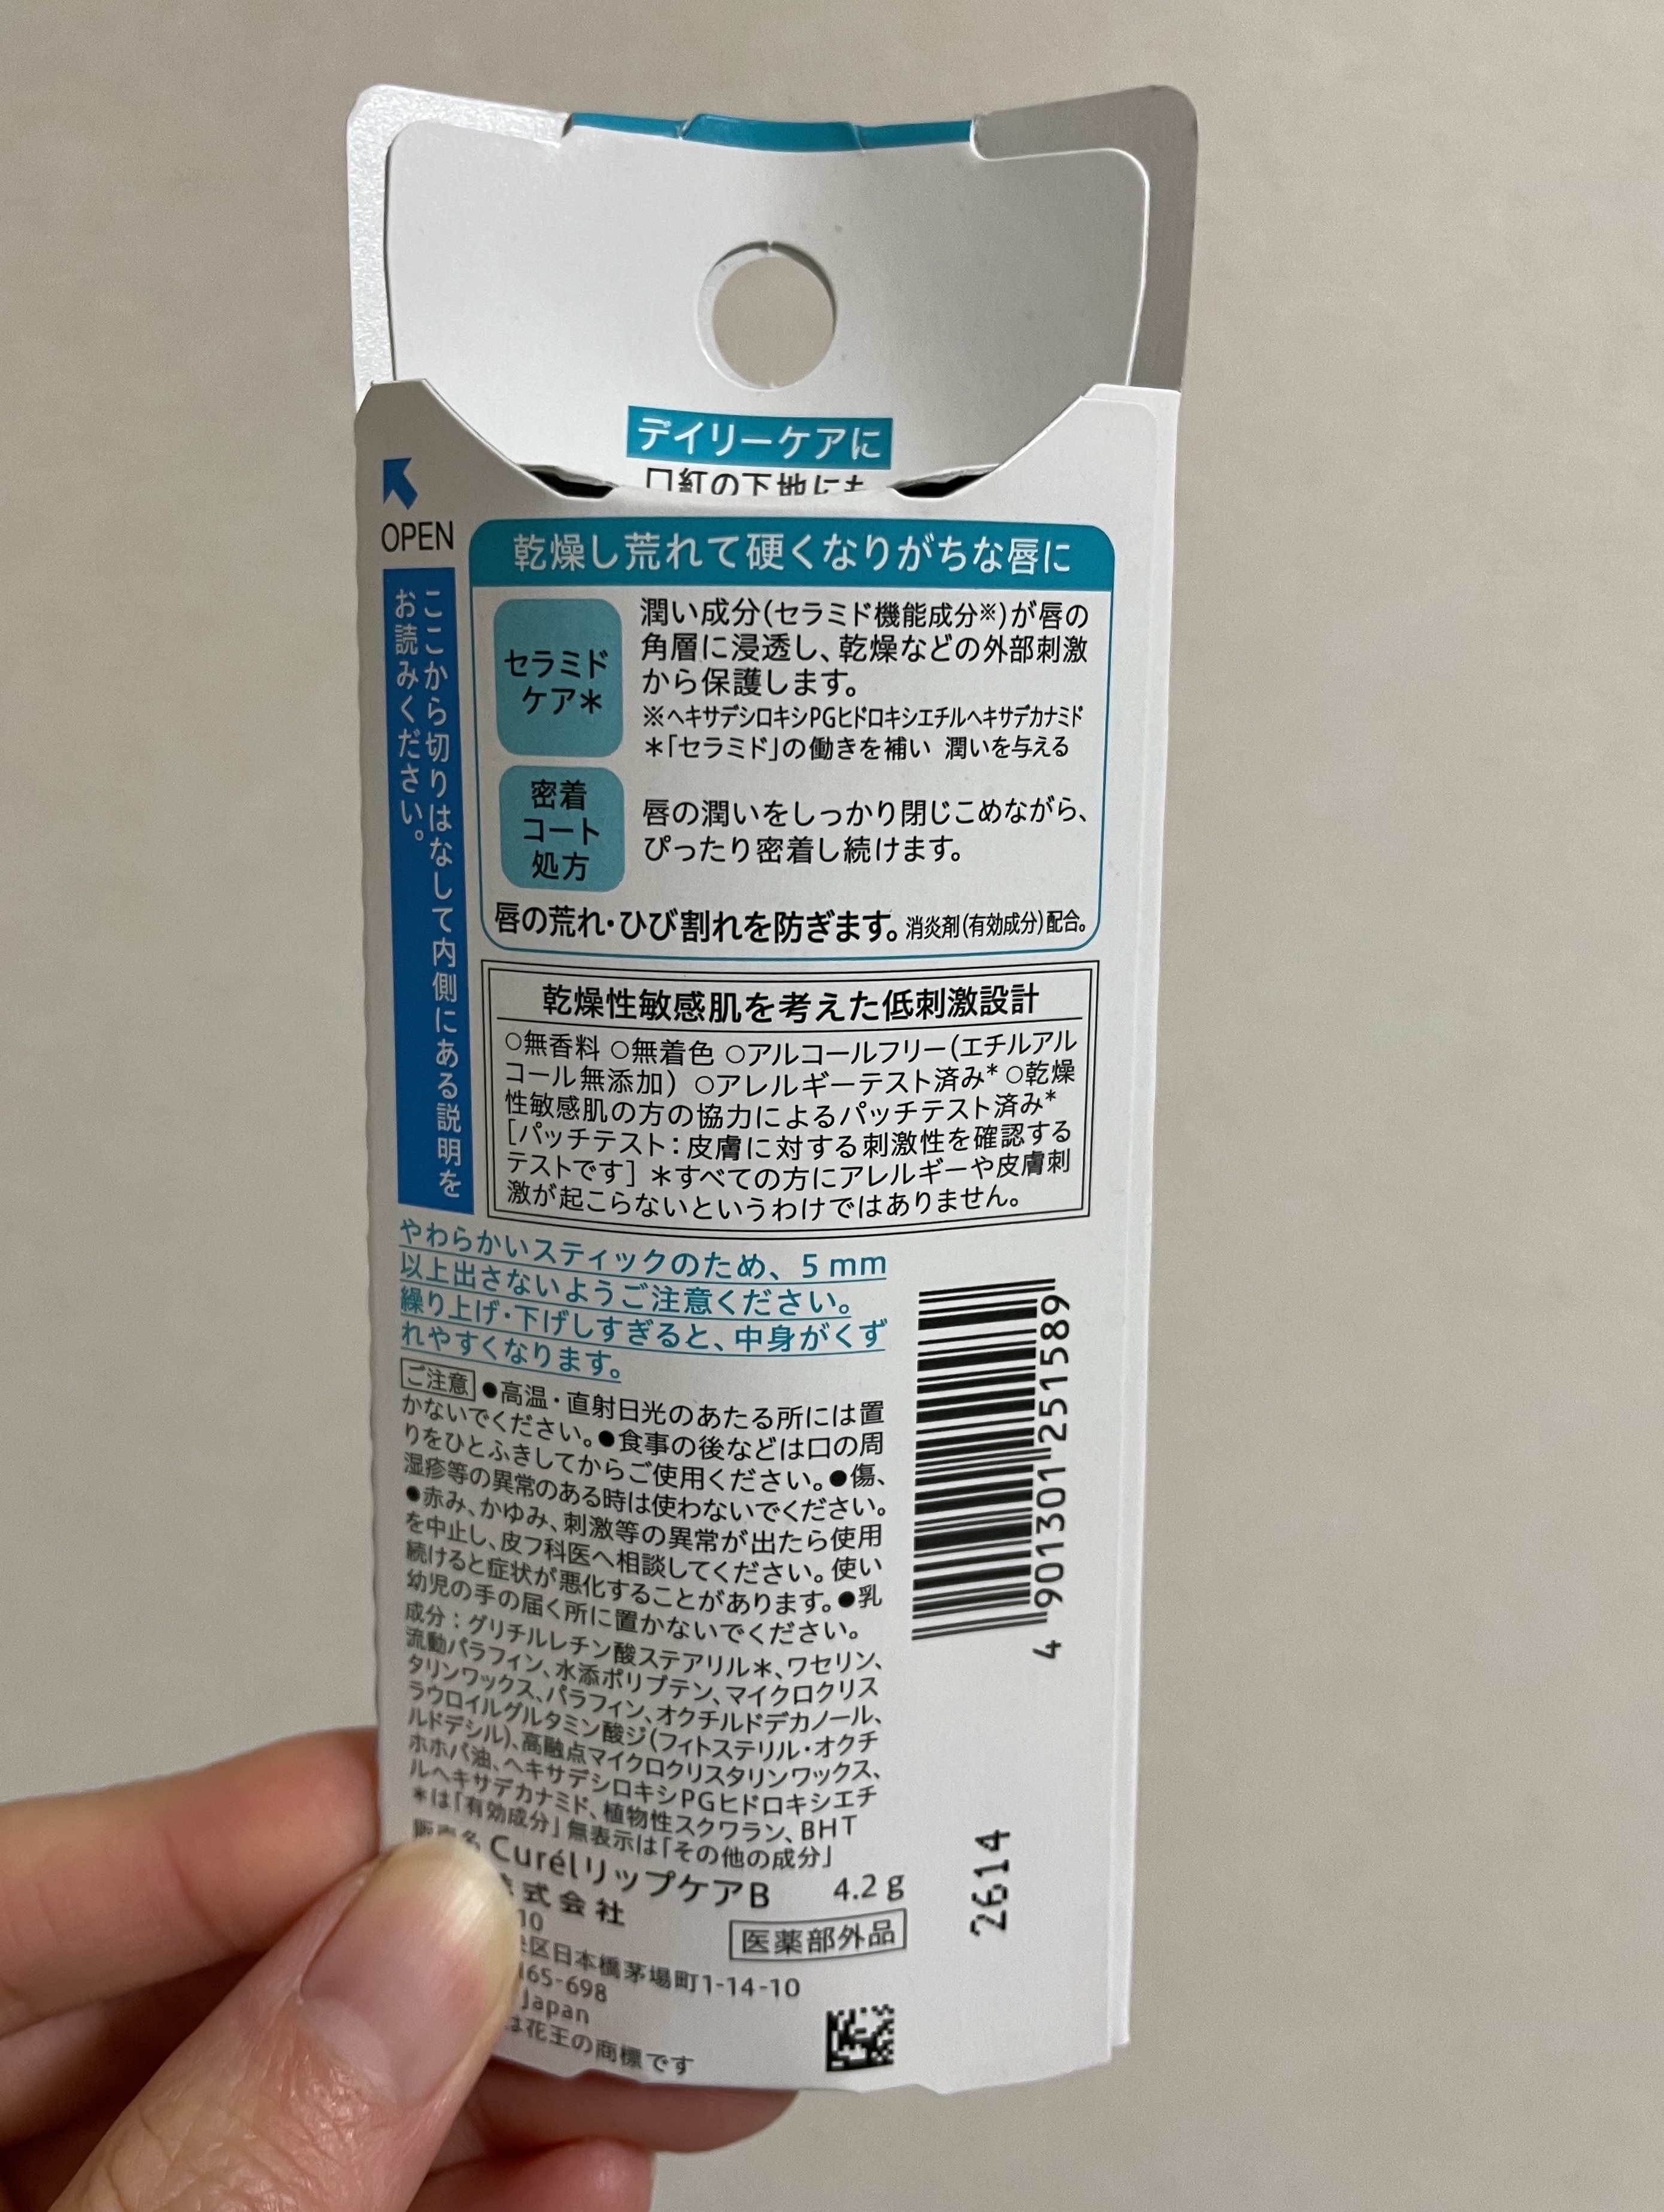 デイリーケアに
口紅の下地にも
OPEN
ここから切りはなして内側にある説明を
お読みください。
乾燥し荒れて硬くなりがちな唇に
セラミド
ケア＊
潤い成分(セラミド機能成分※)が唇の
角層に浸透し、乾燥などの外部刺激
から保護します。
※ヘキサデシロキシPGヒドロキシエチルヘキサデカナミド
＊「セラミド」の働きを補い 潤いを与える
密着
コート
処方
唇の潤いをしっかり閉じこめながら、
ぴったり密着し続けます。
唇の荒れ・ひび割れを防ぎます。消炎剤(有効成分)配合。
乾燥性敏感肌を考えた低刺激設計
○無香料 ○無着色 ○アルコールフリー(エチルアル
コール無添加) ○アレルギーテスト済み* ○乾燥
性敏感肌の方の協力によるパッチテスト済み*
[パッチテスト：皮膚に対する刺激性を確認する
テストです] ＊すべての方にアレルギーや皮膚刺
激が起こらないというわけではありません。
やわらかいスティックのため、5 mm
以上出さないようご注意ください。
繰り上げ・下げしすぎると、中身がくず
れやすくなります。
ご注意 ●高温・直射日光のあたる所には置
かないでください。●食事の後などは口の周
りをひとふきしてからご使用ください。●傷、
湿疹等の異常のある時は使わないでください。
●赤み、かゆみ、刺激等の異常が出たら使用
を中止し、皮フ科医へ相談してください。使い
続けると症状が悪化することがあります。●乳
幼児の手の届く所に置かないでください。
成分：グリチルレチン酸ステアリル＊、ワセリン、
流動パラフィン、水添ポリブテン、マイクロクリス
タリンワックス、パラフィン、オクチルドデカノール、
ラウロイルグルタミン酸ジ(フィトステリル・オクチ
ルドデシル)、高融点マイクロクリスタリンワックス、
ホホバ油、ヘキサデシロキシPGヒドロキシエチ
ルヘキサデカナミド、植物性スクワラン、BHT
＊は「有効成分」無表示は「その他の成分」
販売名 Curélリップケア B 4.2 g
式会社
10
医薬部外品
区日本橋茅場町1-14-10
165-698
Japan
は花王の商標です
4 901301 251589
2614